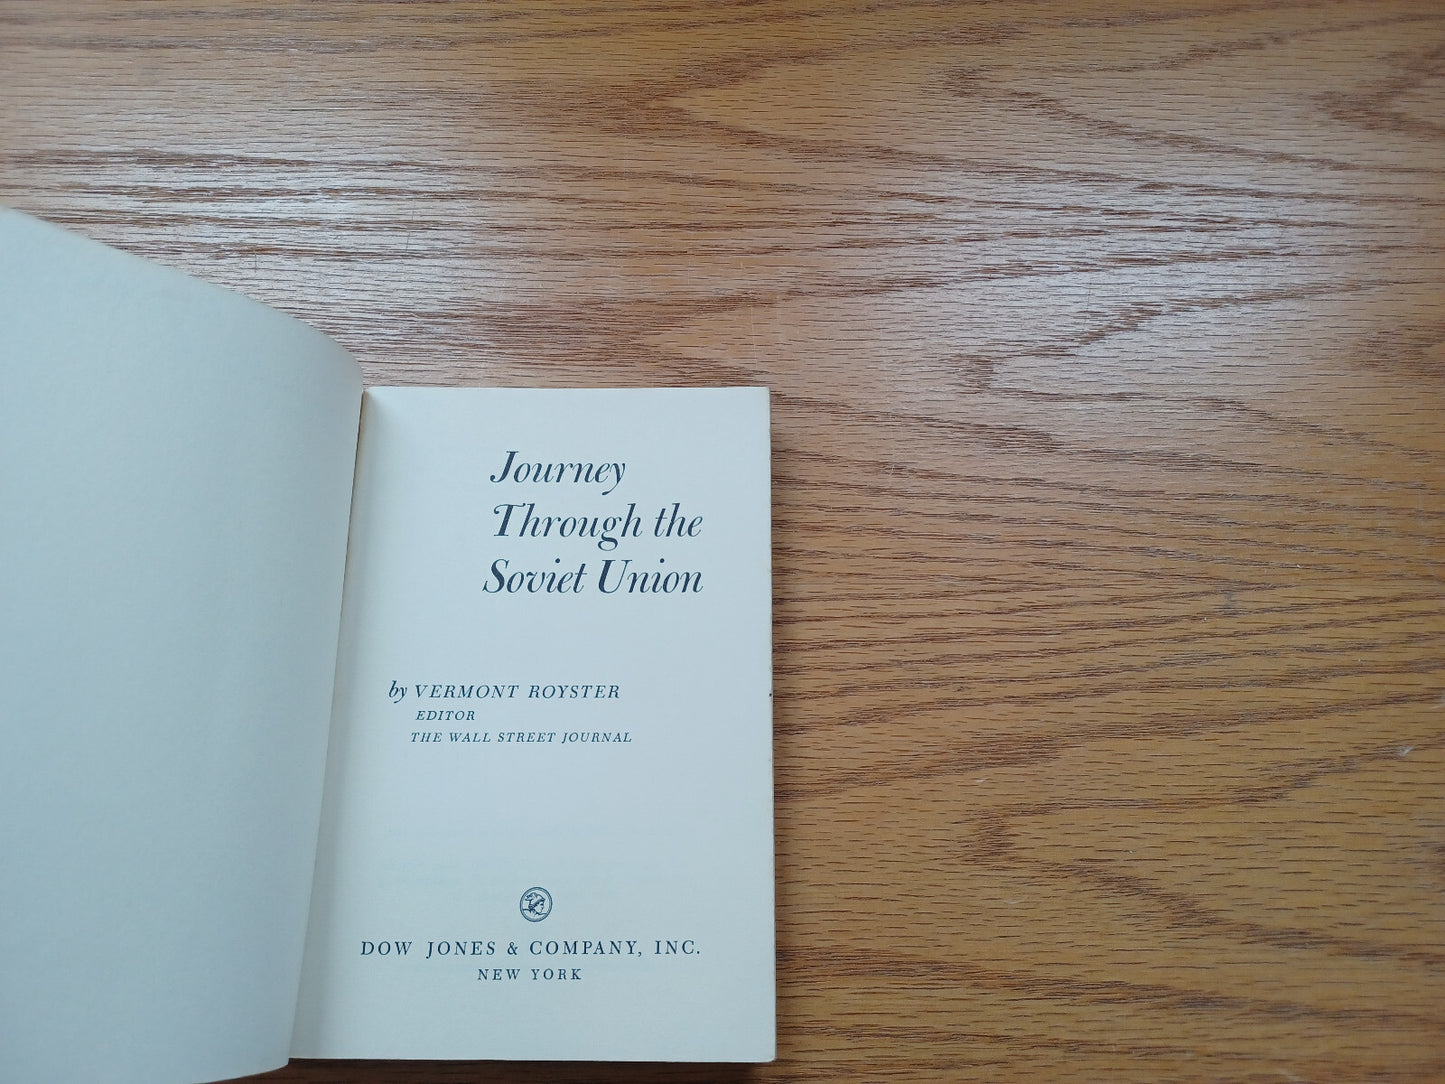 Journey
Through the
Soviet Union
by VERMONT ROYSTER
EDITOR
THE WALL STREET JOURNAL
DOW JONES & COMPANY, INC.
NEW YORK